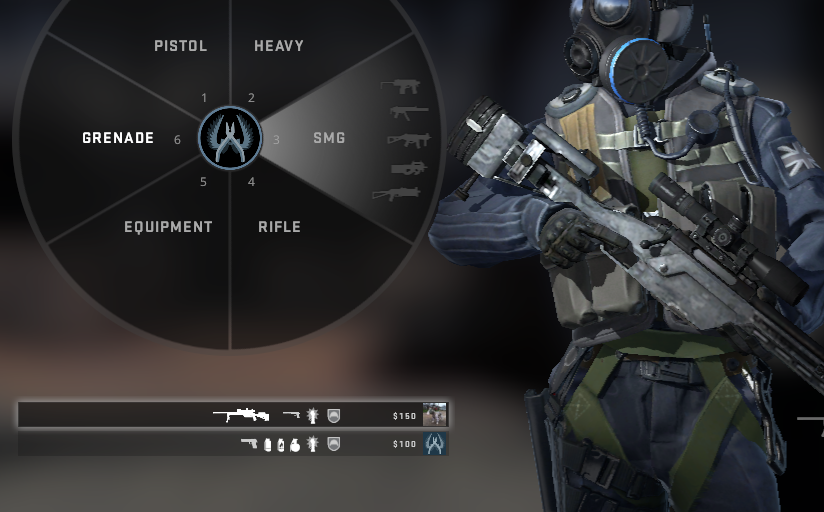 PISTOL
HEAVY
1
2
GRENADE
6
3
SMG
5
4
EQUIPMENT
RIFLE
$150
$100